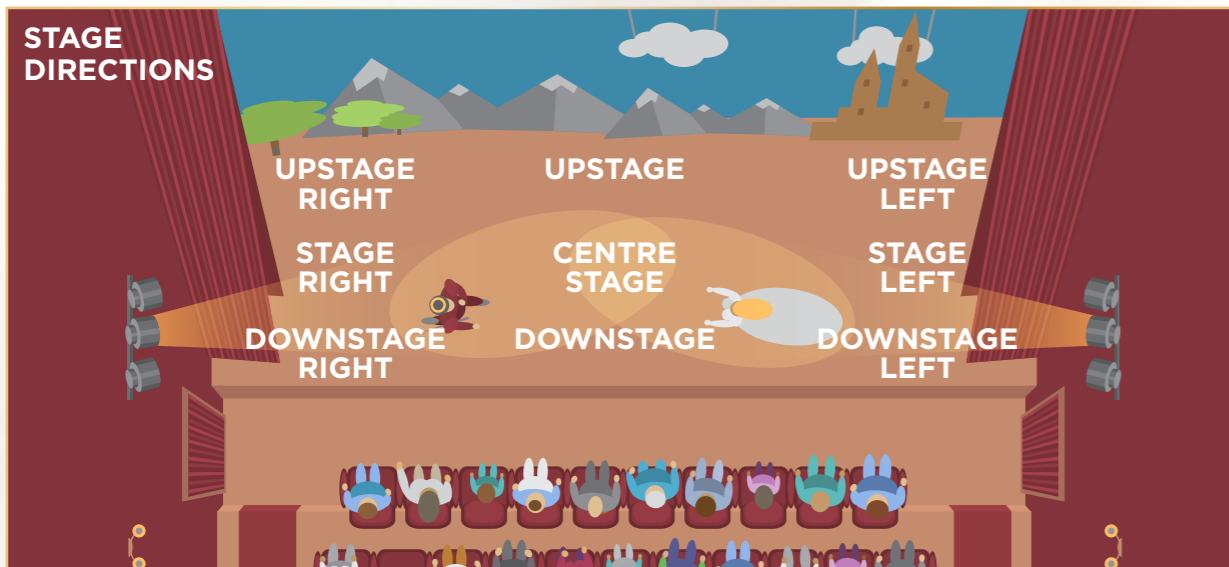 STAGE
DIRECTIONS
UPSTAGE
RIGHT
UPSTAGE
UPSTAGE
LEFT
STAGE
RIGHT
CENTRE
STAGE
STAGE
LEFT
DOWNSTAGE
RIGHT
DOWNSTAGE
DOWNSTAGE
LEFT